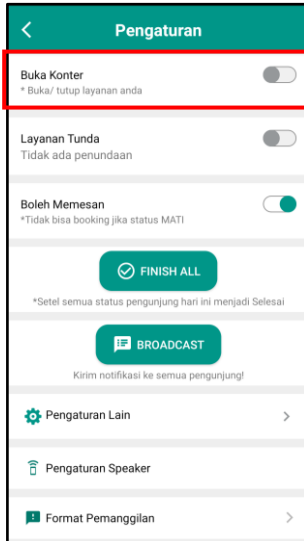 Pengaturan
Buka Konter
* Buka/ tutup layanan anda
Layanan Tunda
Tidak ada penundaan
Boleh Memesan
*Tidak bisa booking jika status MATI
FINISH ALL
*Setel semua status pengunjung hari ini menjadi Selesai
BROADCAST
Kirim notifikasi ke semua pengunjung!
Pengaturan Lain
Pengaturan Speaker
Format Pemanggilan